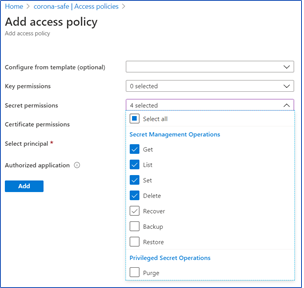 Home > corona-safe | Access policies >
Add access policy
Add access policy
Configure from template (optional)
Key permissions
0 selected
Secret permissions
4 selected
Select all
Certificate permissions
Secret Management Operations
Select principal *
Get
List
Authorized application
Set
Add
Delete
Recover
Backup
Restore
Privileged Secret Operations
Purge